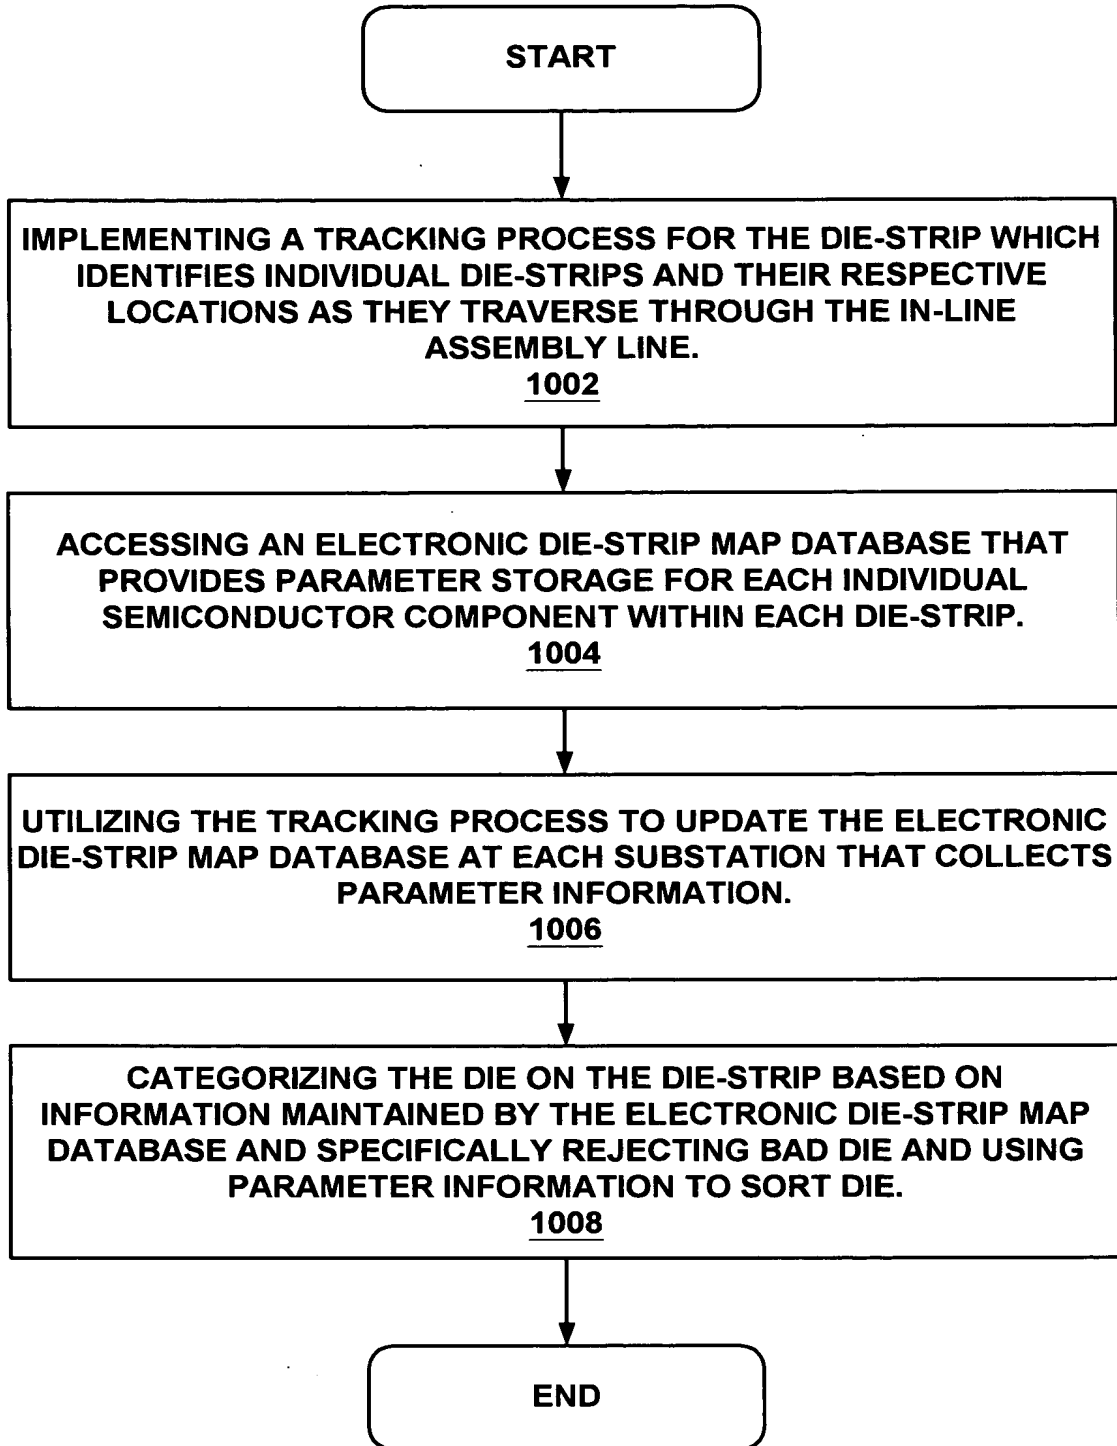 START
IMPLEMENTING A TRACKING PROCESS FOR THE DIE-STRIP WHICH
IDENTIFIES INDIVIDUAL DIE-STRIPS AND THEIR RESPECTIVE
LOCATIONS AS THEY TRAVERSE THROUGH THE IN-LINE
ASSEMBLY LINE.
1002
ACCESSING AN ELECTRONIC DIE-STRIP MAP DATABASE THAT
PROVIDES PARAMETER STORAGE FOR EACH INDIVIDUAL
SEMICONDUCTOR COMPONENT WITHIN EACH DIE-STRIP.
1004
UTILIZING THE TRACKING PROCESS TO UPDATE THE ELECTRONIC
DIE-STRIP MAP DATABASE AT EACH SUBSTATION THAT COLLECTS
PARAMETER INFORMATION.
1006
CATEGORIZING THE DIE ON THE DIE-STRIP BASED ON
INFORMATION MAINTAINED BY THE ELECTRONIC DIE-STRIP MAP
DATABASE AND SPECIFICALLY REJECTING BAD DIE AND USING
PARAMETER INFORMATION TO SORT DIE.
1008
END